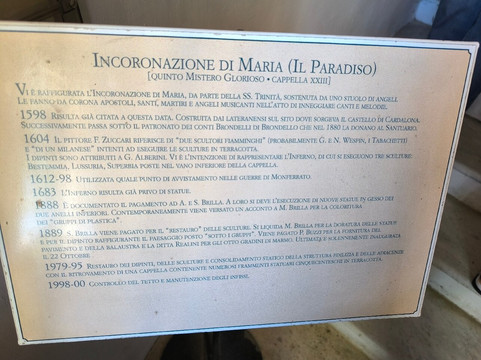 INCORONAZIONE DI MARIA (IL PARADISO)
[QUINTO MISTERO GLORIOSO • CAPPELLA XXIII]
VI È RAFFIGURATA L'INCORONAZIONE DI MARIA, DA PARTE DELLA SS. TRINITÀ, SOSTENUTA DA UNO STUOLO DI ANGELI.
LE FANNO DA CORONA APOSTOLI, SANTI, MARTIRI E ANGELI MUSICANTI NELL'ATTO DI INNEGGIARE CANTI E MELODIE.
1598 RISULTA GIÀ CITATA A QUESTA DATA. COSTRUITA DAI LATERANENSI SUL SITO DOVE SORGEVA IL CASTELLO DI CARDALONA.
SUCCESSIVAMENTE PASSA SOTTO IL PATRONATO DEI CONTI BRONDELLI DI BRONDELLO CHE NEL 1880 LA DONANO AL SANTUARIO.
1604 IL PITTORE F. ZUCCARI RIFERISCE DI "DUE SCULTORI FIAMMINGHI" (PROBABILMENTE G. E N. WESPIN, I TABACHETTI)
E "DI UN MILANESE" INTENTI AD ESEGUIRE LE SCULTURE IN TERRACOTTA.
I DIPINTI SONO ATTRIBUITI A G. ALBERINI. VI È L'INTENZIONE DI RAPPRESENTARE L'INFERNO, DI CUI SI ESEGUONO TRE SCULTURE:
BESTEMMIA, LUSSURIA, SUPERBIA POSTE NEL VANO INFERIORE DELLA CAPPELLA.
1612-98 UTILIZZATA QUALE PUNTO DI AVVISTAMENTO NELLE GUERRE DI MONFERRATO.
1683 L'INFERNO RISULTA GIÀ PRIVO DI STATUE.
1888 È DOCUMENTATO IL PAGAMENTO AD A. E S. BRILLA. A LORO SI DEVE L'ESECUZIONE DI NUOVE STATUE IN GESSO DEI
DUE ANELLI INFERIORI. CONTEMPORANEAMENTE VIENE VERSATO UN ACCONTO A M. BRILLA PER LA COLORITURA
DEI "GRUPPI DI PLASTICA".
1889 S. BRILLA VIENE PAGATO PER IL "RESTAURO" DELLE SCULTURE. SI LIQUIDA M. BRILLA PER LA DORATURA DELLE STATUE
E PER IL DIPINTO RAFFIGURANTE IL PAESAGGIO POSTO "SOTTO I GRUPPI". VIENE PAGATO P. BOZZI PER LA FORNITURA DEL
PAVIMENTO E DELLA BALAUSTRA E LA DITTA REALINI PER GLI OTTO GRADINI DI MARMO. ULTIMATA E SOLENNEMENTE INAUGURATA
IL 22 OTTOBRE.
1979-95 RESTAURO DEI DIPINTI, DELLE SCULTURE E CONSOLIDAMENTO STATICO DELLA STRUTTURA EDILIZIA E DELLE ADIACENZE
CON IL RITROVAMENTO DI UNA CAPPELLA CONTENENTE NUMEROSI FRAMMENTI STATUARI CINQUECENTESCHI IN TERRACOTTA.
1998-00 CONTROLLO DEL TETTO E MANUTENZIONE DEGLI INFISSI.